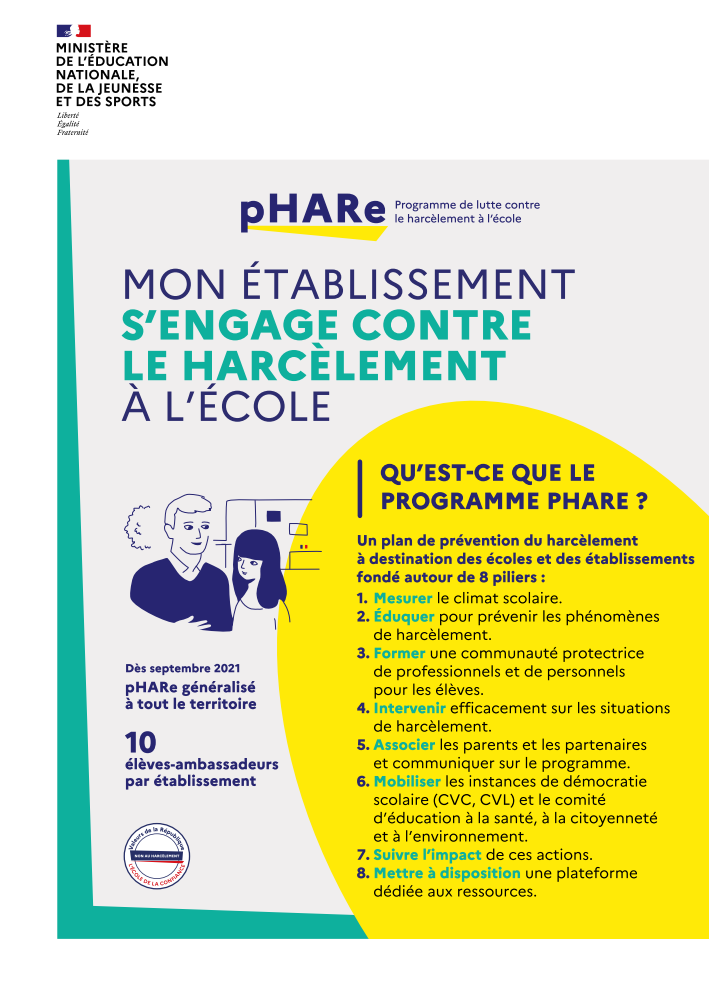 MINISTÈRE
DE L'ÉDUCATION
NATIONALE,
DE LA JEUNESSE
ET DES SPORTS
Liberté
Égalité
Fraternité
pHARe
Programme de lutte contre
le harcèlement à l'école
MON ÉTABLISSEMENT
S'ENGAGE CONTRE
LE HARCÈLEMENT
À L'ÉCOLE
QU'EST-CE QUE LE
PROGRAMME PHARE ?
Un plan de prévention du harcèlement
à destination des écoles et des établissements
fondé autour de 8 piliers :
1. Mesurer le climat scolaire.
2. Éduquer pour prévenir les phénomènes
de harcèlement.
3. Former une communauté protectrice
de professionnels et de personnels
pour les élèves.
4. Intervenir efficacement sur les situations
de harcèlement.
5. Associer les parents et les partenaires
et communiquer sur le programme.
6. Mobiliser les instances de démocratie
scolaire (CVC, CVL) et le comité
d'éducation à la santé, à la citoyenneté
et à l'environnement.
7. Suivre l'impact de ces actions.
8. Mettre à disposition une plateforme
dédiée aux ressources.
Dès septembre 2021
pHARe généralisé
à tout le territoire
10
élèves-ambassadeurs
par établissement
Valeurs de la République
NON AU HARCÈLEMENT
L'ÉCOLE DE LA CONFIANCE